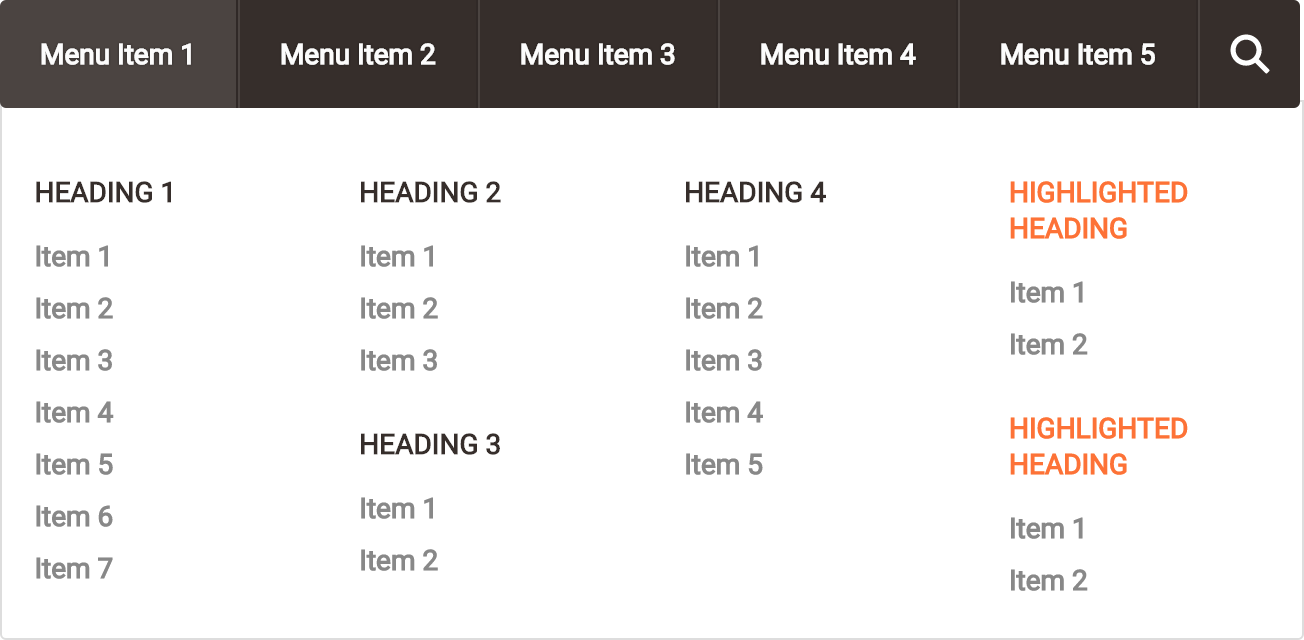 Menu Item 1
Menu Item 2
Menu Item 3
Menu Item 4
Menu Item 5
HEADING 1
Item 1
Item 2
Item 3
Item 4
Item 5
Item 6
Item 7
HEADING 2
Item 1
Item 2
Item 3
HEADING 3
Item 1
Item 2
HEADING 4
Item 1
Item 2
Item 3
Item 4
Item 5
HIGHLIGHTED
HEADING
Item 1
Item 2
HIGHLIGHTED
HEADING
Item 1
Item 2